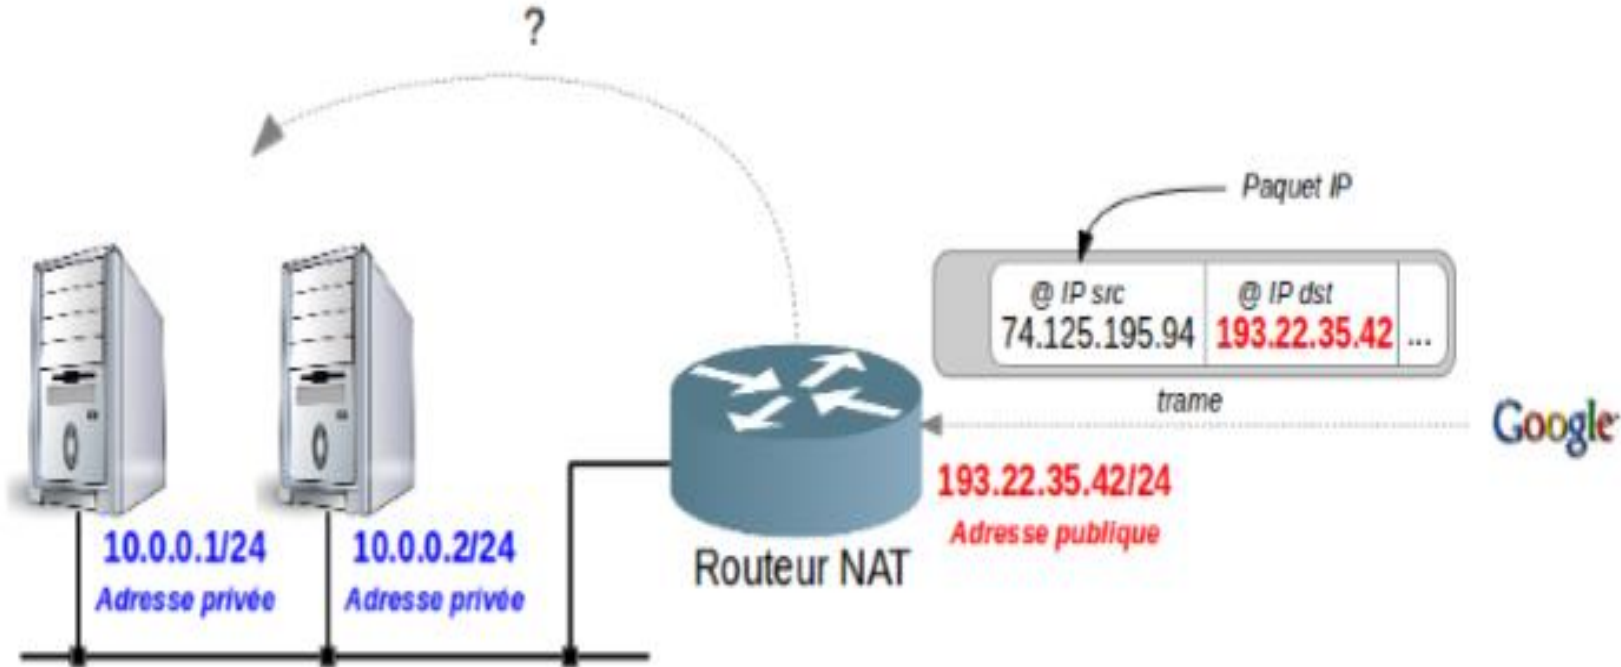 ?
Paquet IP
@ IP src
@ IP dst
74.125.195.94
193.22.35.42
...
trame
Google
193.22.35.42/24
Adresse publique
10.0.0.1/24
10.0.0.2/24
Routeur NAT
Adresse privée
Adresse privée